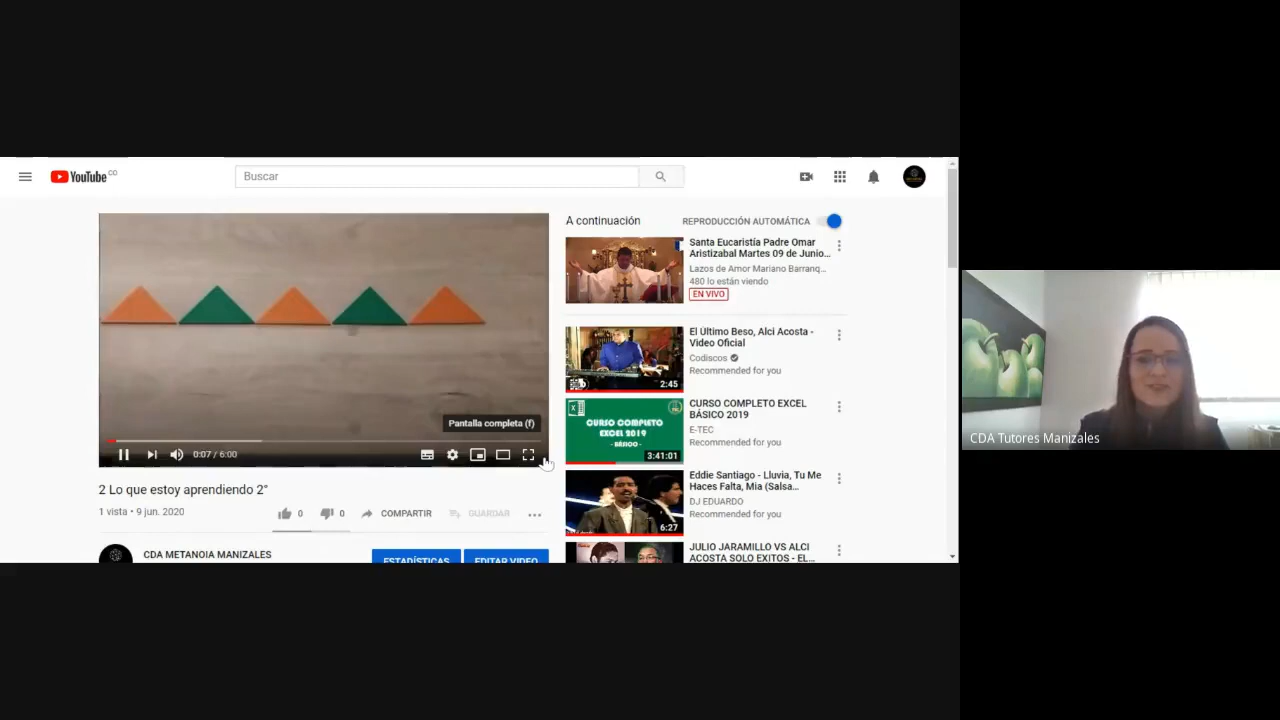 YouTube CO
Buscar
Pantalla completa (f)
0:07 / 6:00
2 Lo que estoy aprendiendo 2°
1 vista • 9 jun. 2020
0
0
COMPARTIR
GUARDAR
CDA METANOIA MANIZALES
ESTADÍSTICAS
EDITAR VIDEO
A continuación
REPRODUCCIÓN AUTOMÁTICA
Santa Eucaristía Padre Omar
Aristizabal Martes 09 de Junio...
Lazos de Amor Mariano Barranq...
480 lo están viendo
EN VIVO
El Último Beso, Alci Acosta -
Video Oficial
Codiscos
Recommended for you
2:45
CURSO COMPLETO
EXCEL 2019
- BÁSICO -
3:41:01
CURSO COMPLETO EXCEL
BÁSICO 2019
E-TEC
Recommended for you
6:27
Eddie Santiago - Lluvia, Tu Me
Haces Falta, Mia (Salsa...
DJ EDUARDO
Recommended for you
JULIO JARAMILLO VS ALCI
ACOSTA SOLO EXITOS - EL...
CDA Tutores Manizales